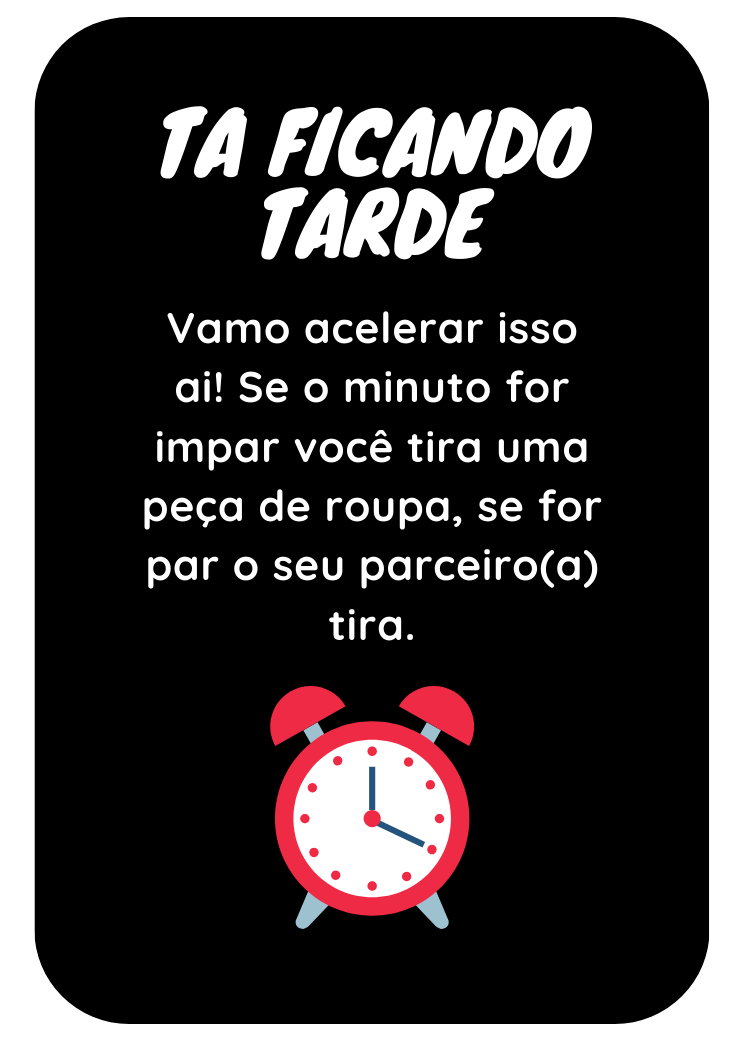 TA FICANDO
TARDE
Vamo acelerar isso
ai! Se o minuto for
impar você tira uma
peça de roupa, se for
par o seu parceiro(a)
tira.